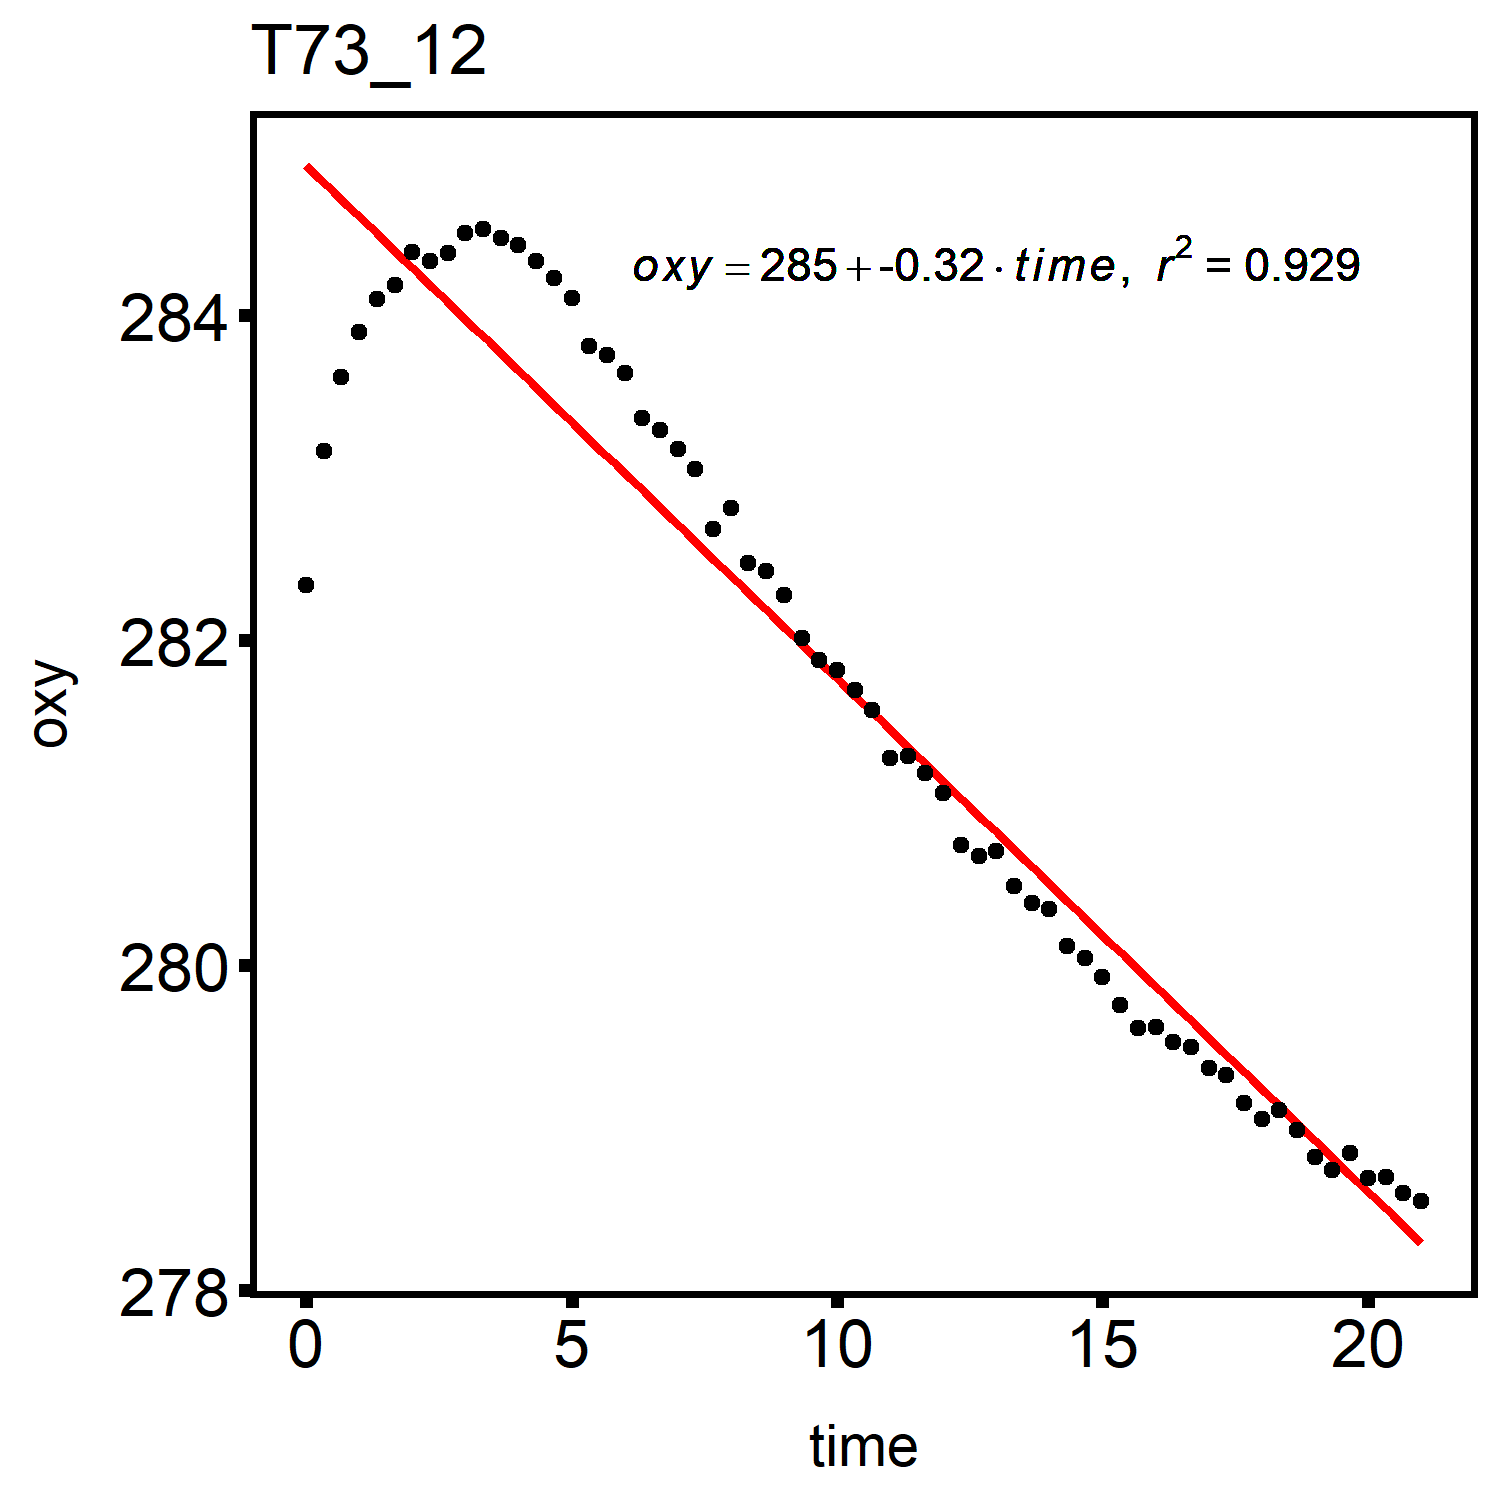 T73_12
oxy = 285 + -0.32 · time, r² = 0.929
284
282
280
278
oxy
0 5 10 15 20
time